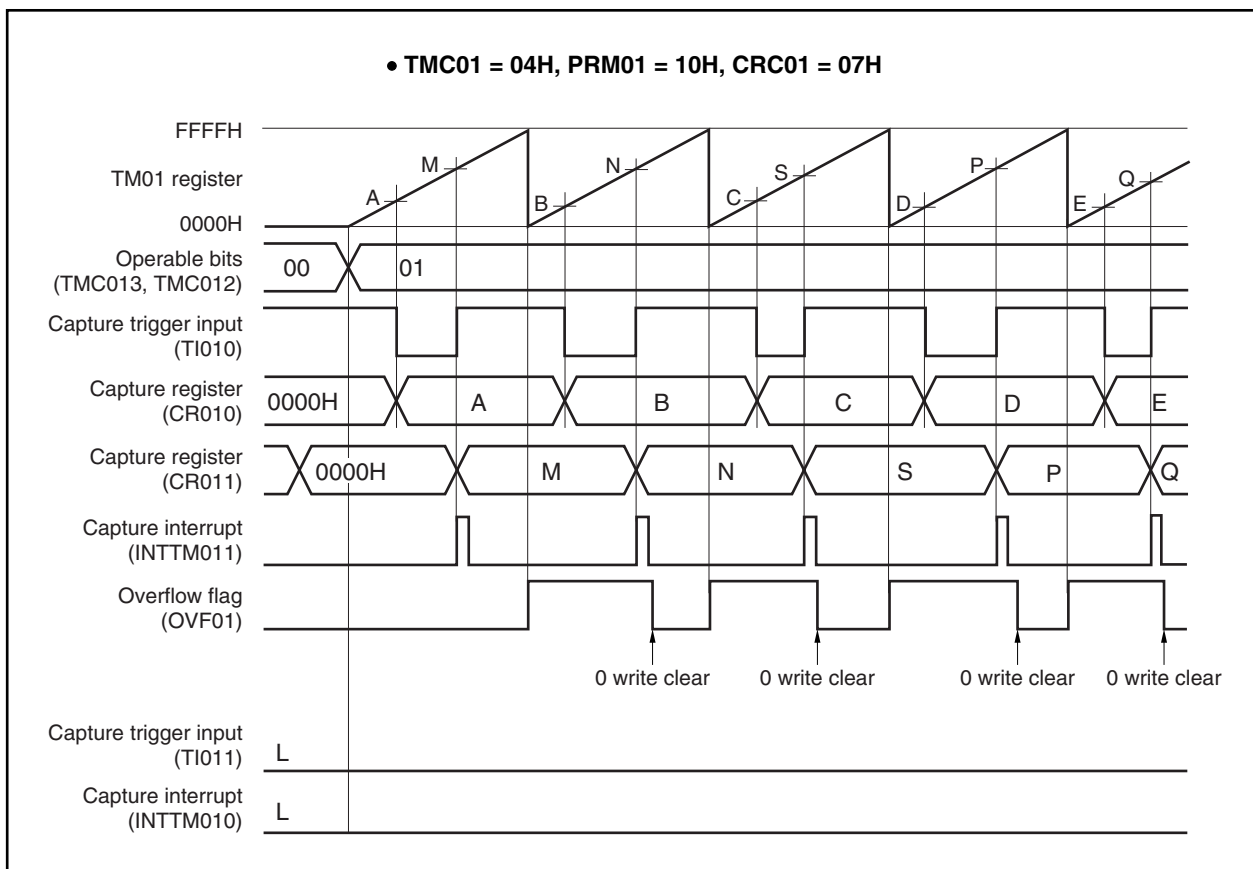 • TMC01 = 04H, PRM01 = 10H, CRC01 = 07H
FFFFH
TM01 register
0000H
A
M
B
N
C
S
D
P
E
Q
Operable bits
(TMC013, TMC012)
00
01
Capture trigger input
(TI010)
Capture register
(CR010)
0000H
A
B
C
D
E
Capture register
(CR011)
0000H
M
N
S
P
Q
Capture interrupt
(INTTM011)
Overflow flag
(OVF01)
0 write clear
0 write clear
0 write clear
0 write clear
Capture trigger input
(TI011)
L
Capture interrupt
(INTTM010)
L